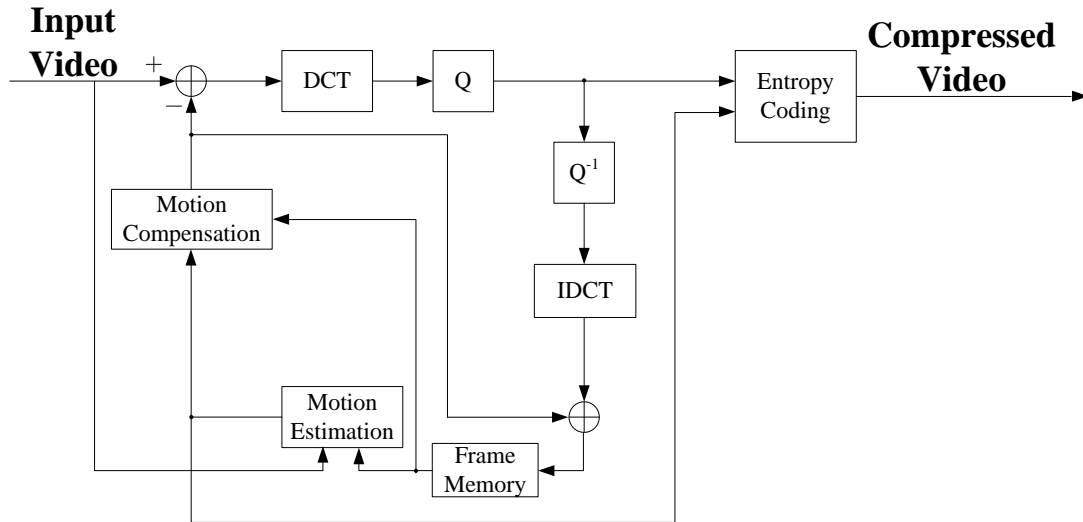 Input
Video
Compressed
Video
+
−
DCT
Q
Entropy
Coding
Q-1
Motion
Compensation
IDCT
Motion
Estimation
Frame
Memory